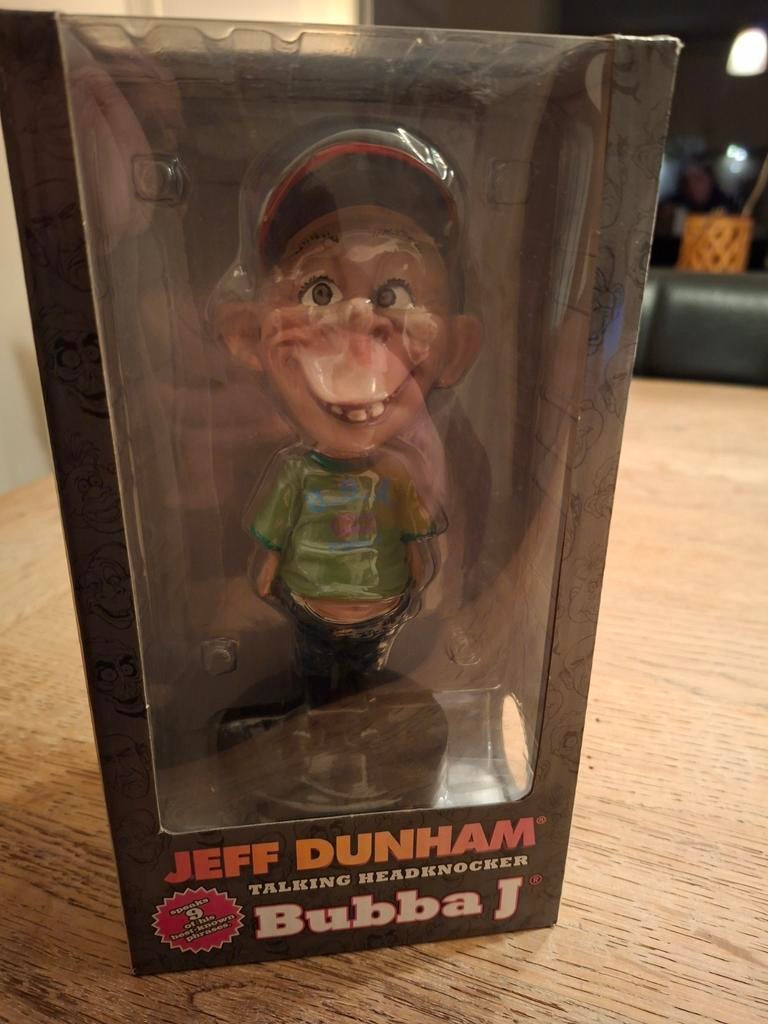 JEFF DUNHAM®
TALKING HEADKNOCKER
Bubba J®
speaks
9
of his
best-known
phrases.